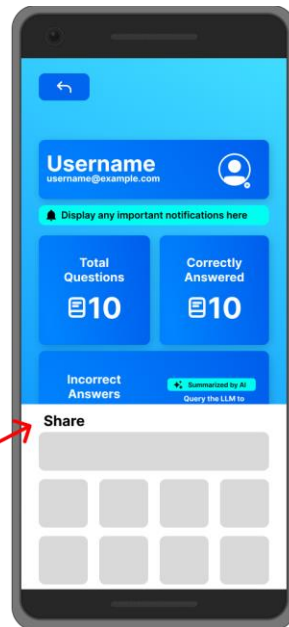 Username
username@example.com
Display any important notifications here
Total
Questions
10
Correctly
Answered
10
Incorrect
Answers
Summarized by AI
Query the LLM to
Share